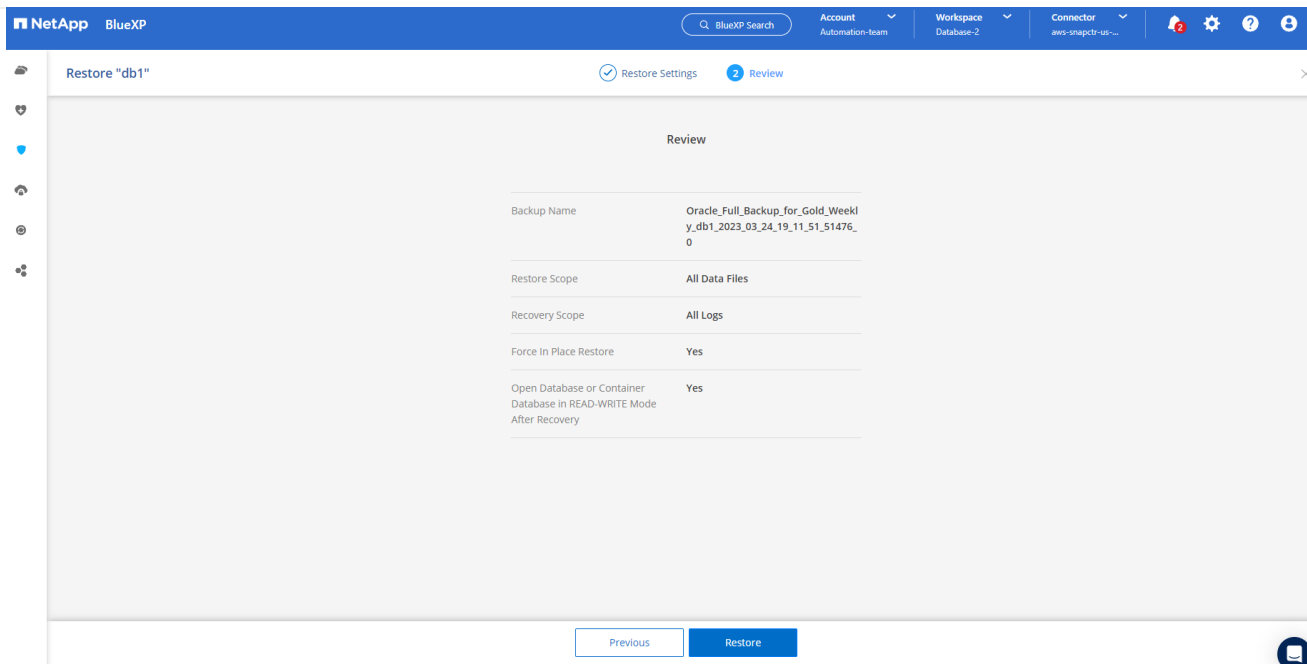 NetApp BlueXP
BlueXP Search
Account
Automation-team
Workspace
Database-2
Connector
aws-snapctr-us-...
2
Restore "db1"
Restore Settings
2 Review
Review
Backup Name
Oracle_Full_Backup_for_Gold_Weekl
y_db1_2023_03_24_19_11_51_51476_
0
Restore Scope
All Data Files
Recovery Scope
All Logs
Force In Place Restore
Yes
Open Database or Container
Database in READ-WRITE Mode
After Recovery
Yes
Previous
Restore